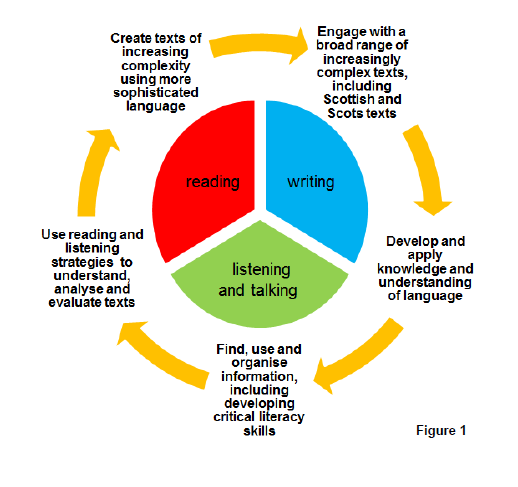 Create texts of
increasing
complexity
using more
sophisticated
language
Engage with a
broad range of
increasingly
complex texts,
including
Scottish and
Scots texts
reading
writing
listening
and talking
Use reading and
listening
strategies to
understand,
analyse and
evaluate texts
Develop and
apply
knowledge and
understanding
of language
Find, use and
organise
information,
including
developing
critical literacy
skills
Figure 1